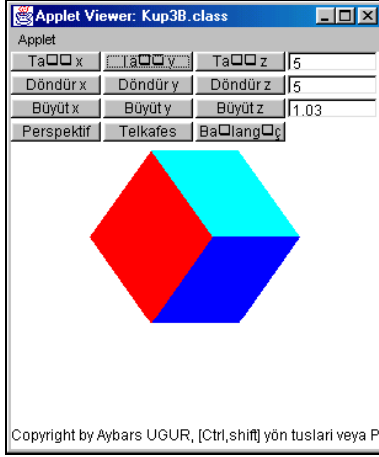 Applet Viewer: Kup3B.class
Applet
Ta□□ x Ta□□ y Ta□□ z 5
Döndür x Döndür y Döndür z 5
Büyüt x Büyüt y Büyüt z 1.03
Perspektif Telkafes Ba□lang□ç
Copyright by Aybars UGUR, [Ctrl,shift] yön tuslari veya P